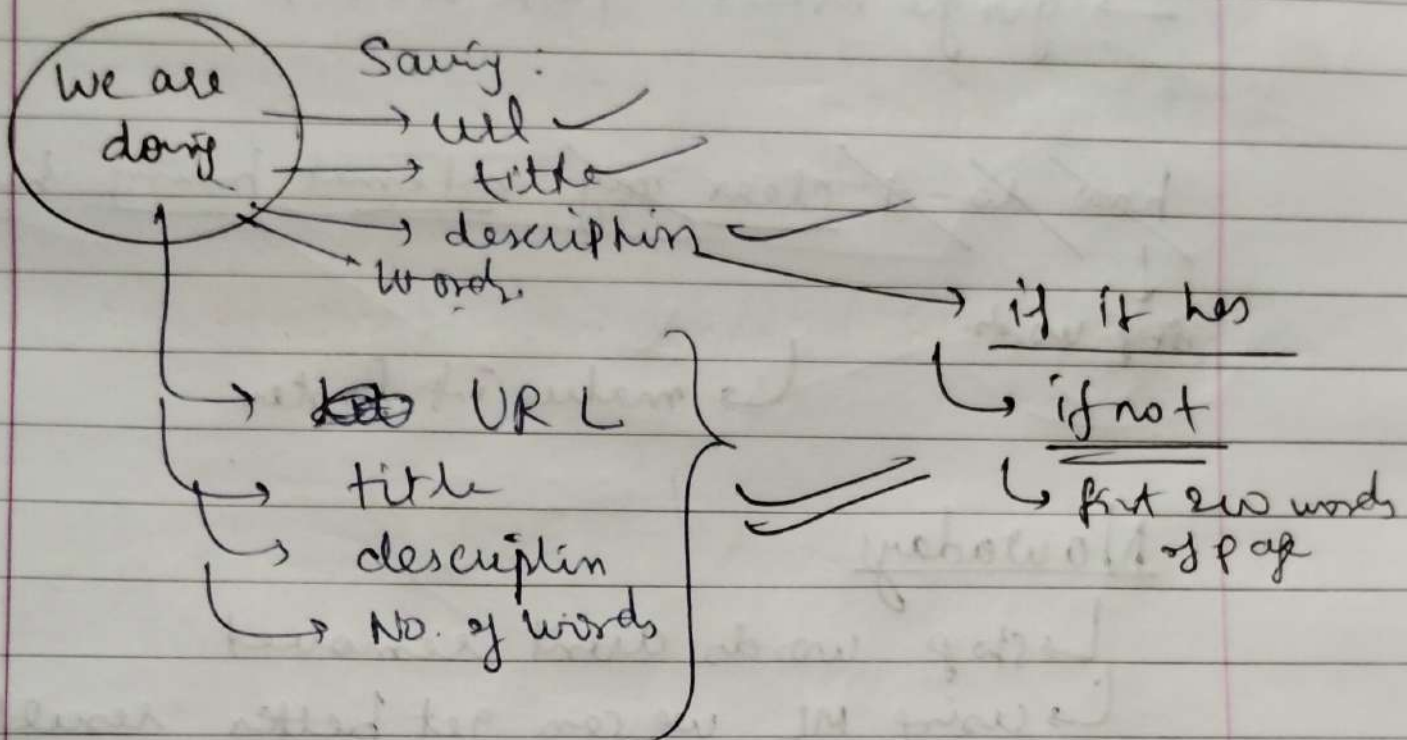 We are
doing
Saving :
→ url ✓
→ title
→ description ✓
words.
→ if it has
↳ if not
↳ first 200 words
of page
→ URL
→ title
→ description
→ No. of words